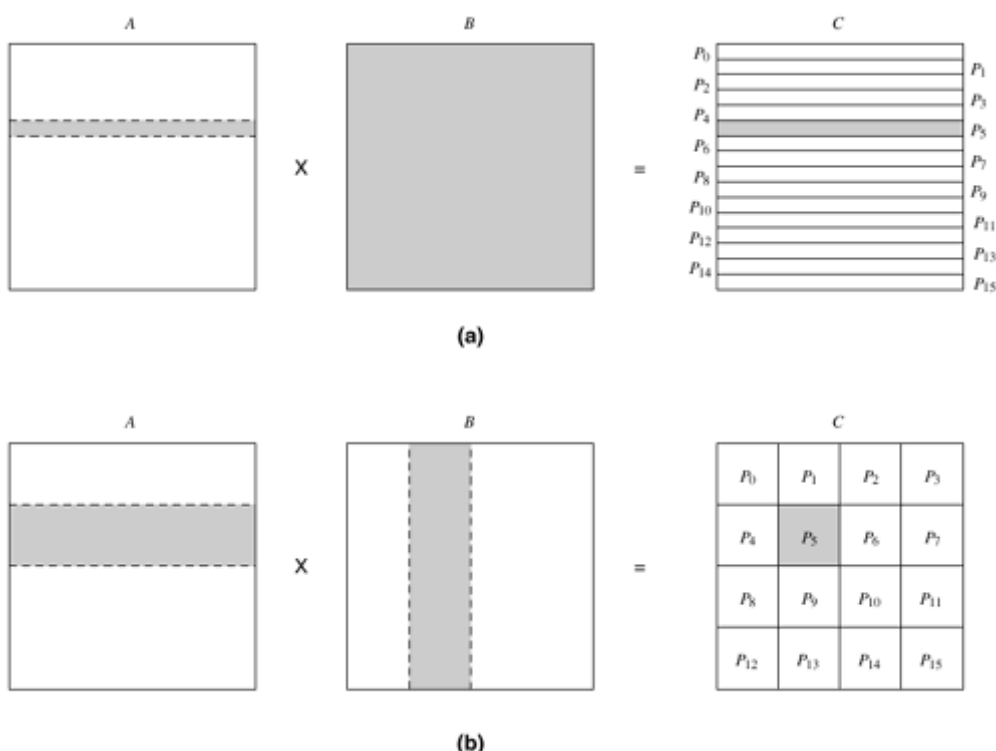 A B C
P0
P1
P2
P3
P4
P5
P6
P7
P8
P9
P10
P11
P12
P13
P14
P15
X =
(a)
A B C
P0 P1 P2 P3
P4 P5 P6 P7
X =
P8 P9 P10 P11
P12 P13 P14 P15
(b)